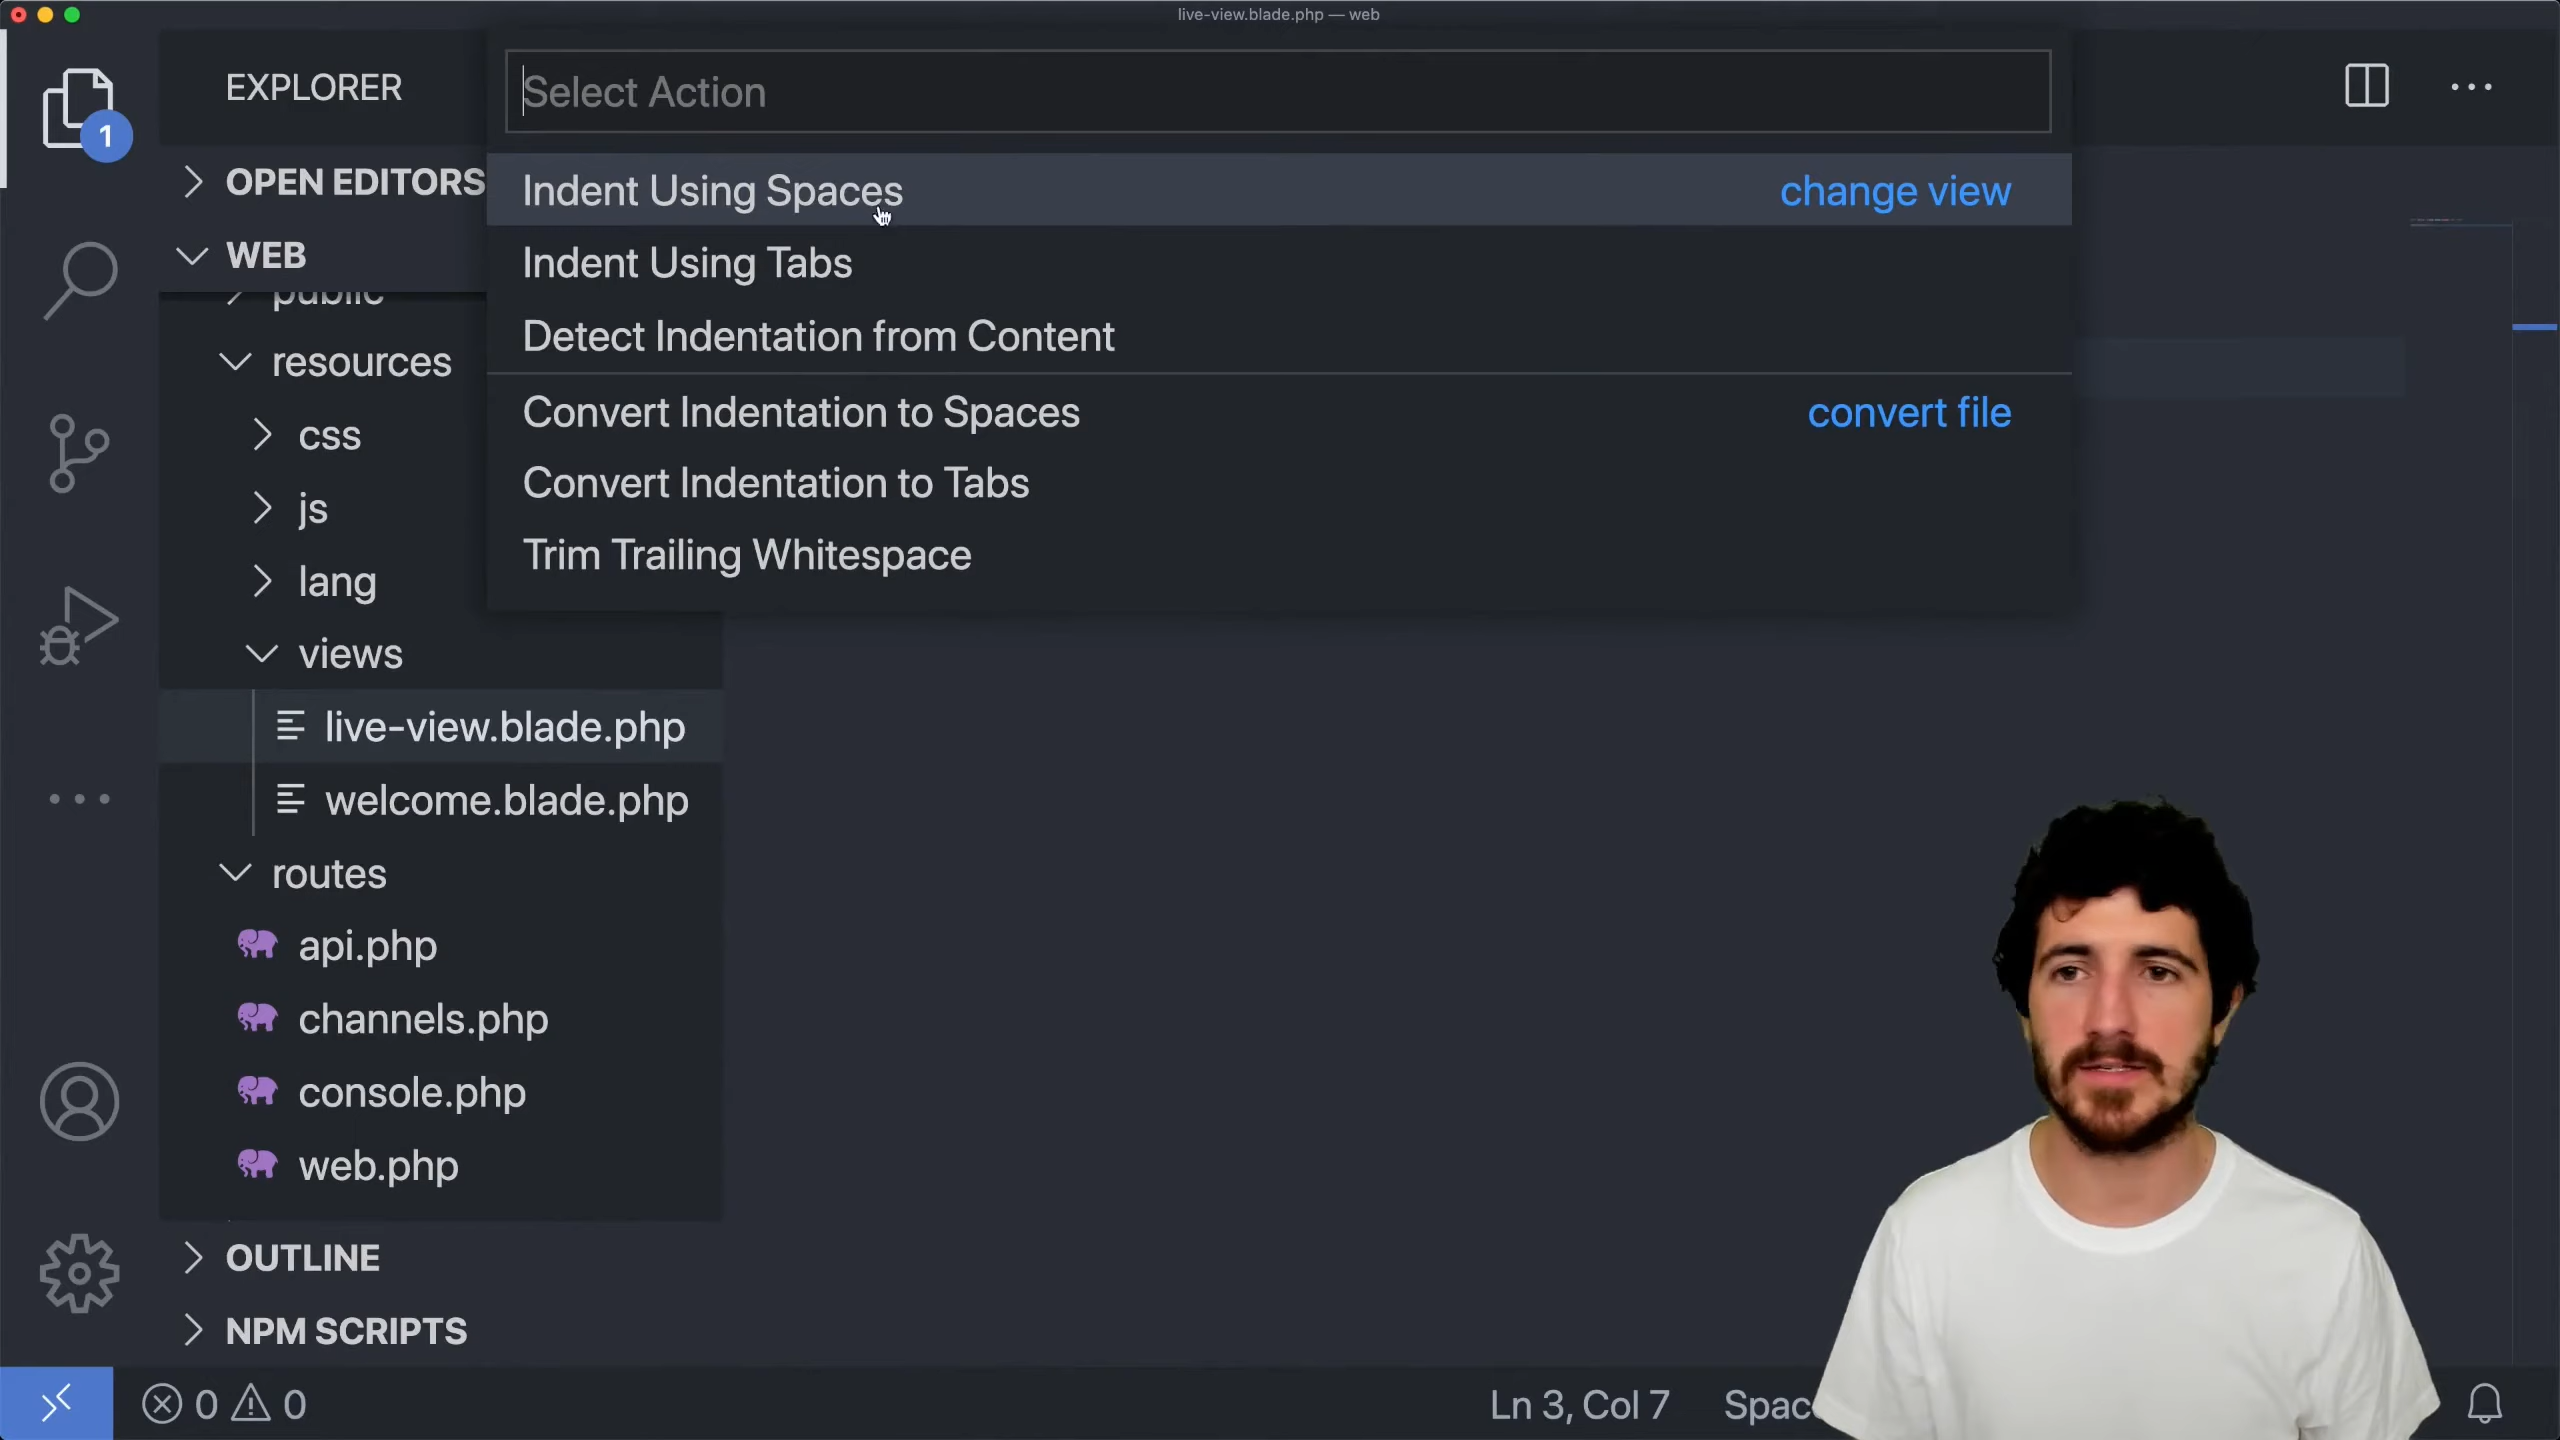 live-view.blade.php — web
EXPLORER
Select Action
1
OPEN EDITORS
Indent Using Spaces
change view
WEB
Indent Using Tabs
public
Detect Indentation from Content
resources
Convert Indentation to Spaces
convert file
css
Convert Indentation to Tabs
js
Trim Trailing Whitespace
lang
views
live-view.blade.php
welcome.blade.php
routes
api.php
channels.php
console.php
web.php
OUTLINE
NPM SCRIPTS
0 0
Ln 3, Col 7